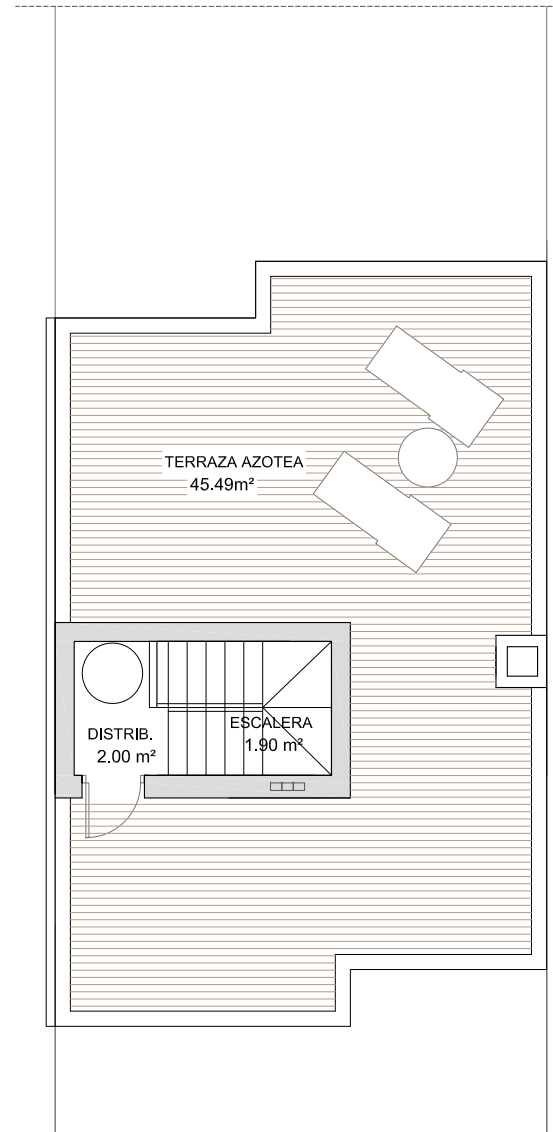 TERRAZA AZOTEA
45.49m²
DISTRIB.
2.00 m²
ESCALERA
1.90 m²